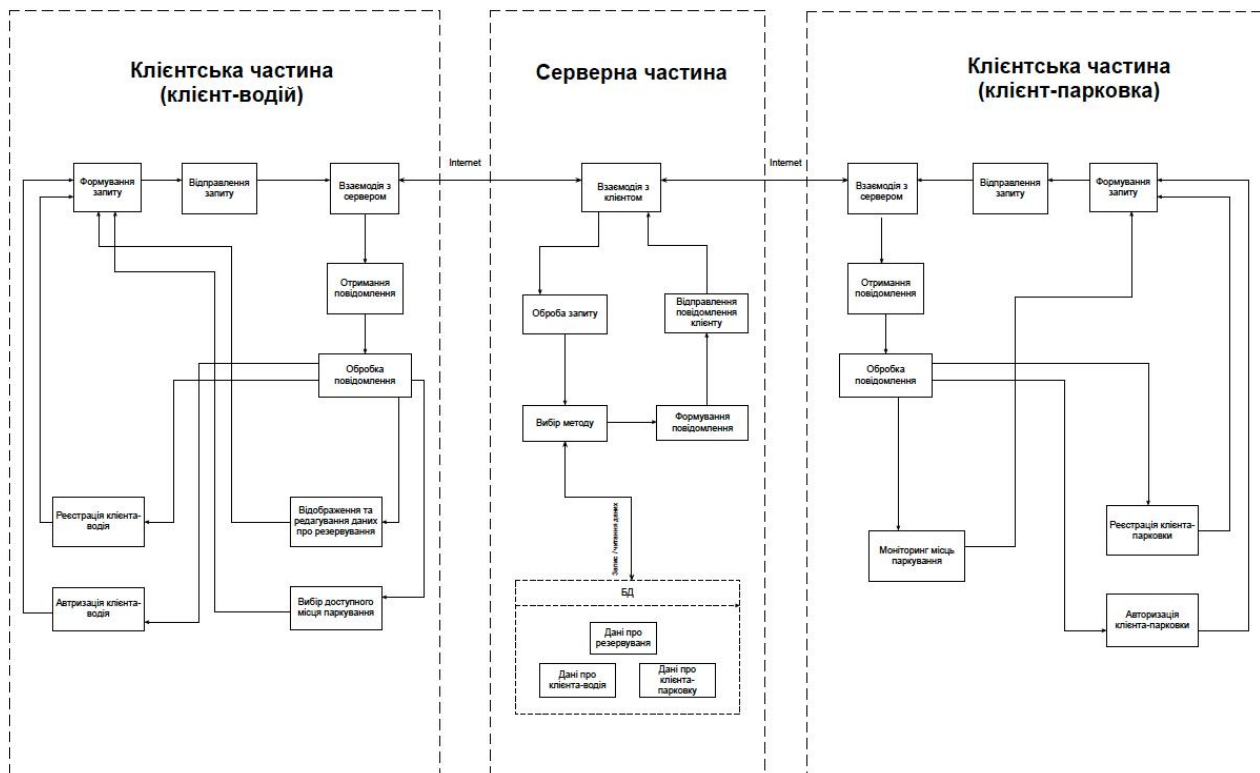 Клієнтська частина
(клієнт-водій)
Формування
запиту
Відправлення
запиту
Взаємодія з
сервером
Отримання
повідомлення
Обробка
повідомлення
Реєстрація клієнта-
водія
Відображення та
редагування даних
про резервування
Автризація клієнта-
водія
Вибір доступного
місця паркування
Internet
Серверна частина
Взаємодія з
клієнтом
Оброба запиту
Відправлення
повідомлення
клієнту
Вибір методу
Формування
повідомлення
Запис / читання даних
БД
Дані про
резервуваня
Дані про
клієнта-водія
Дані про
клієнта-
парковку
Internet
Клієнтська частина
(клієнт-парковка)
Взаємодія з
сервером
Відправлення
запиту
Формування
запиту
Отримання
повідомлення
Обробка
повідомлення
Моніторинг місць
паркування
Реєстрація клієнта-
парковки
Авторизація
клієнта-парковки